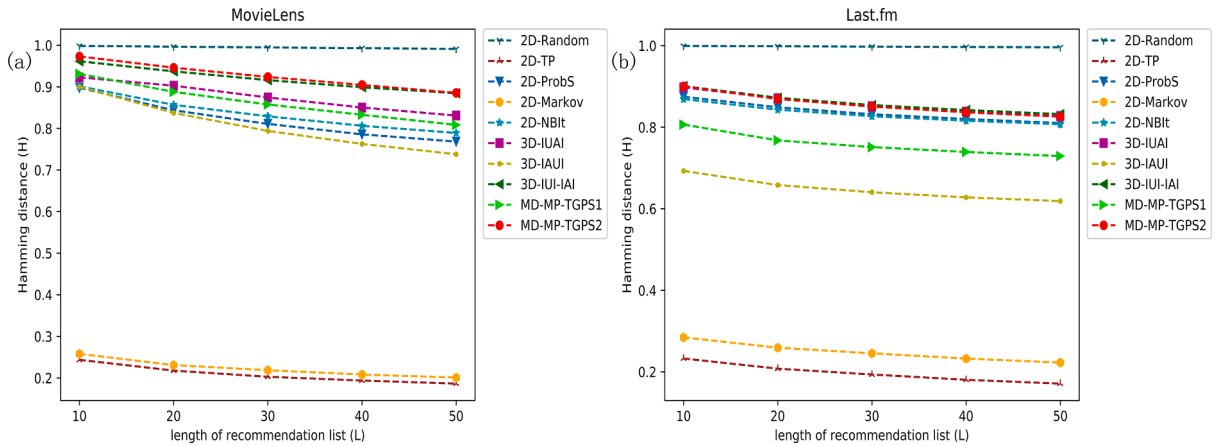 MovieLens
(a)
Hamming distance (H)
1.0
0.9
0.8
0.7
0.6
0.5
0.4
0.3
0.2
10
20
30
40
50
length of recommendation list (L)
2D-Random
2D-TP
2D-ProbS
2D-Markov
2D-NBIt
3D-IUAI
3D-IAUI
3D-IUI-IAI
MD-MP-TGPS1
MD-MP-TGPS2
Last.fm
(b)
Hamming distance (H)
1.0
0.8
0.6
0.4
0.2
10
20
30
40
50
length of recommendation list (L)
2D-Random
2D-TP
2D-ProbS
2D-Markov
2D-NBIt
3D-IUAI
3D-IAUI
3D-IUI-IAI
MD-MP-TGPS1
MD-MP-TGPS2